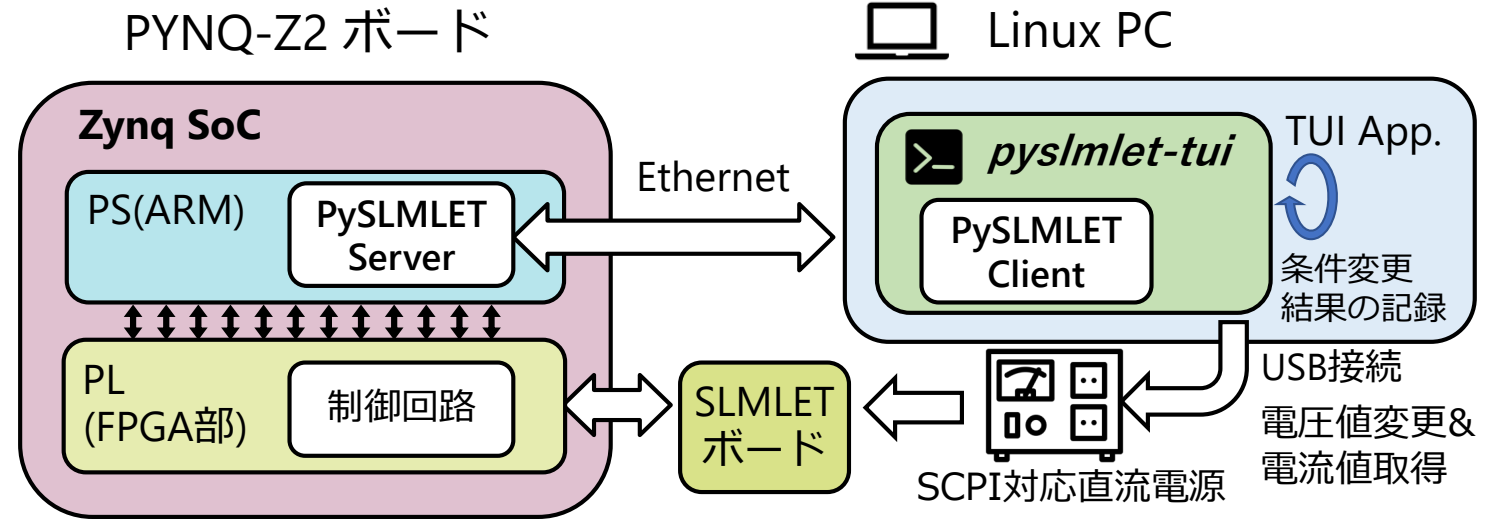 PYNQ-Z2 ボード
Linux PC
Zynq SoC
PS(ARM)
PySLMLET
Server
Ethernet
>_ pyslmlet-tui
PySLMLET
Client
TUI App.
条件変更
結果の記録
PL
(FPGA部)
制御回路
SLMLET
ボード
SCPI対応直流電源
USB接続
電圧値変更&
電流値取得